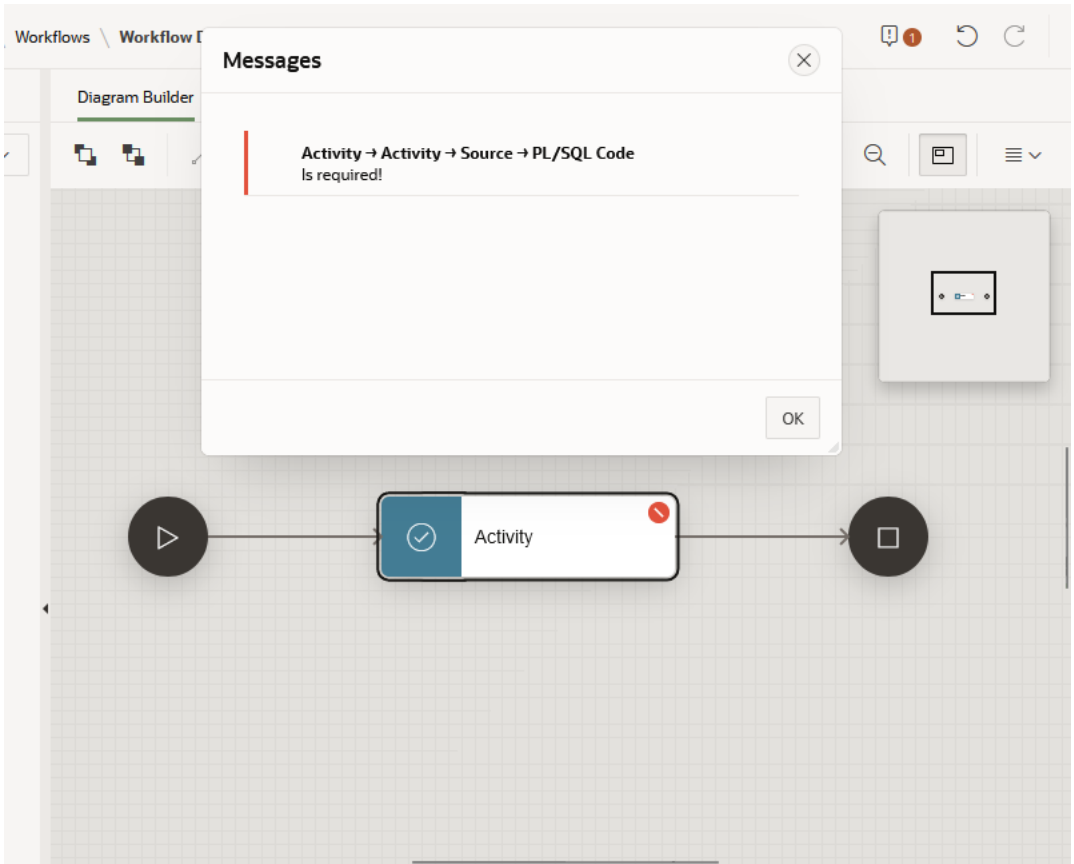 Workflows \ Workflow D
Messages
1
Diagram Builder
Activity → Activity → Source → PL/SQL Code
Is required!
OK
Activity